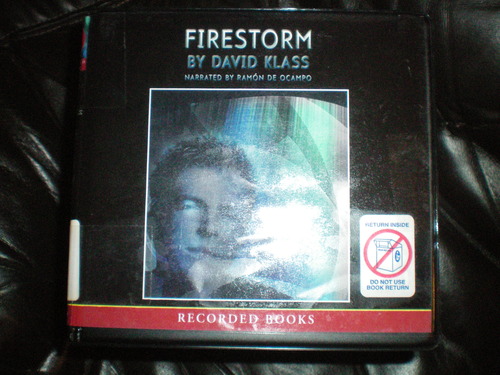 FIRESTORM
BY DAVID KLASS
NARRATED BY RAMÓN DE OCAMPO
RETURN INSIDE
DO NOT USE
BOOK RETURN
RECORDED BOOKS